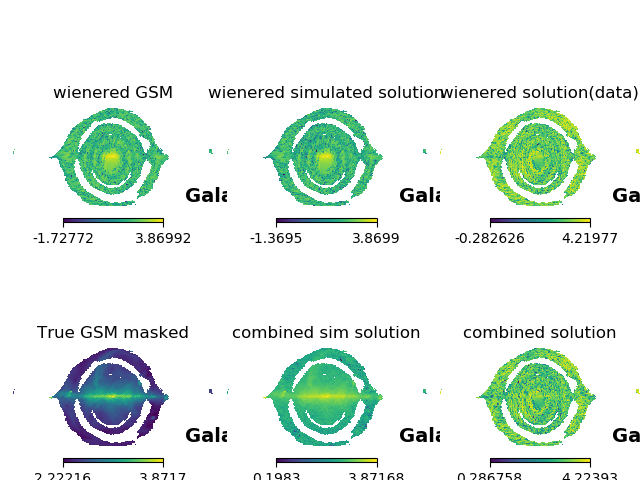 wienered GSM wienered simulated solution wienered solution(data)
Gala Gala Ga
-1.72772 3.86992 -1.3695 3.8699 -0.282626 4.21977
True GSM masked combined sim solution combined solution
Gala Gala Ga
2.22216 3.8717 0.1983 3.87168 0.286758 4.22393